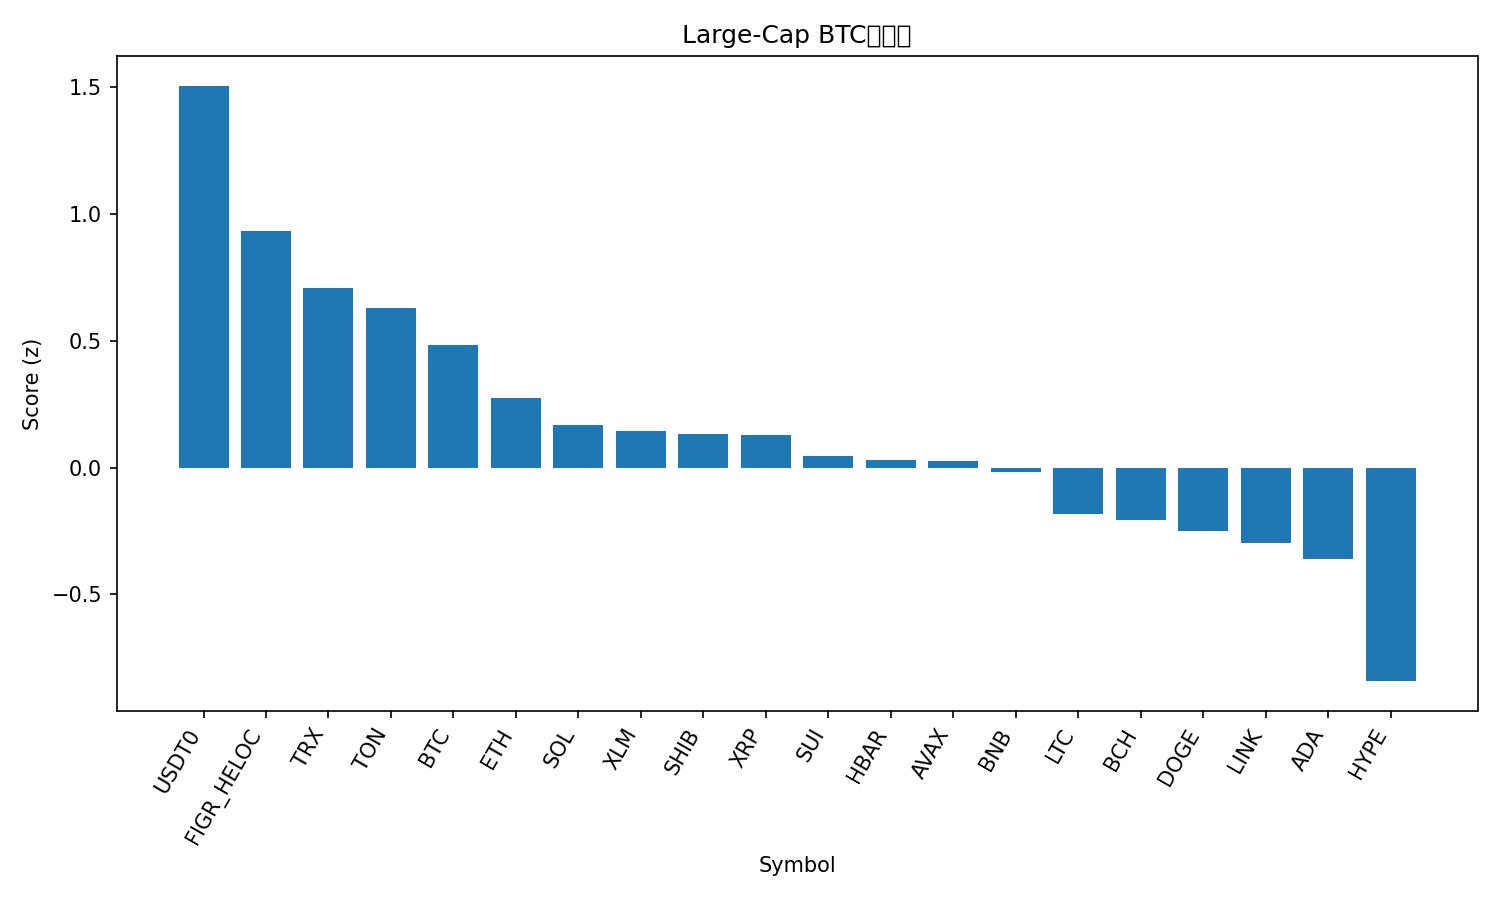 Large-Cap BTC
1.5
1.0
0.5
0.0
−0.5
Score (z)
USDT0
FIGR_HELOC
TRX
TON
BTC
ETH
SOL
XLM
SHIB
XRP
SUI
HBAR
AVAX
BNB
LTC
BCH
DOGE
LINK
ADA
HYPE
Symbol